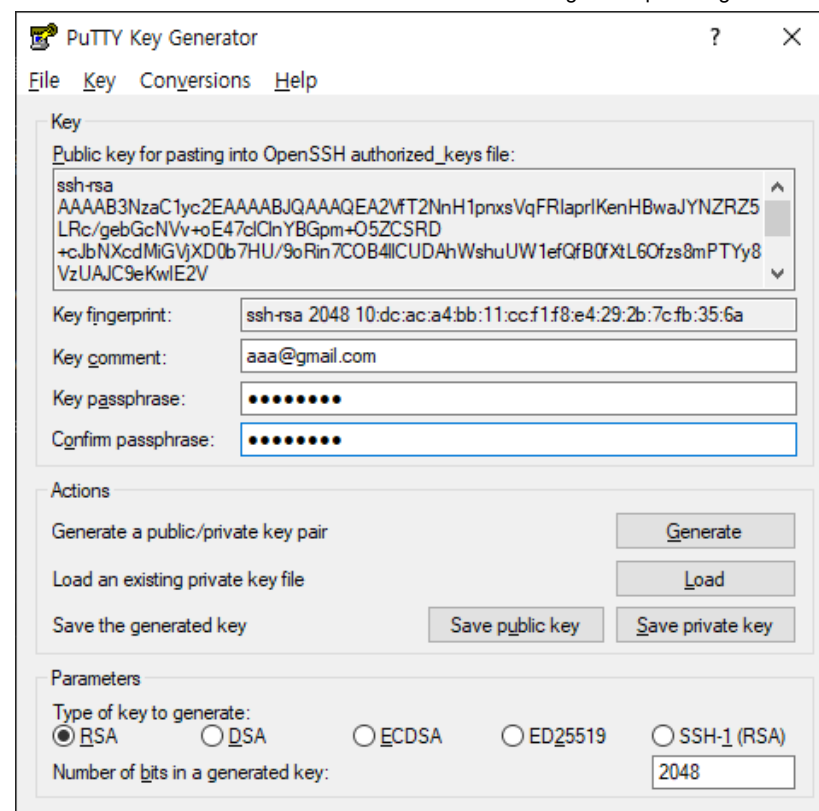 PuTTY Key Generator
File Key Conversions Help
Key
Public key for pasting into OpenSSH authorized_keys file:
ssh-rsa
AAAAB3NzaC1yc2EAAAABJQAAAQEA2VfT2NnH1pnxsVqFRIaprlKenHBwaJYNZRZ5
LRc/gebGcNVv+oE47clClnYBGpm+O5ZCSRD
+cJbNXcdMiGVjXD0b7HU/9oRin7COB4llCUDAhWshuUW1efQfB0fXtL6Ofzs8mPTYy8
VzUAJC9eKwlE2V
Key fingerprint: ssh-rsa 2048 10:dc:ac:a4:bb:11:cc:f1:f8:e4:29:2b:7c:fb:35:6a
Key comment: aaa@gmail.com
Key passphrase: ●●●●●●●●
Confirm passphrase: ●●●●●●●●
Actions
Generate a public/private key pair Generate
Load an existing private key file Load
Save the generated key Save public key Save private key
Parameters
Type of key to generate:
RSA DSA ECDSA ED25519 SSH-1 (RSA)
Number of bits in a generated key: 2048